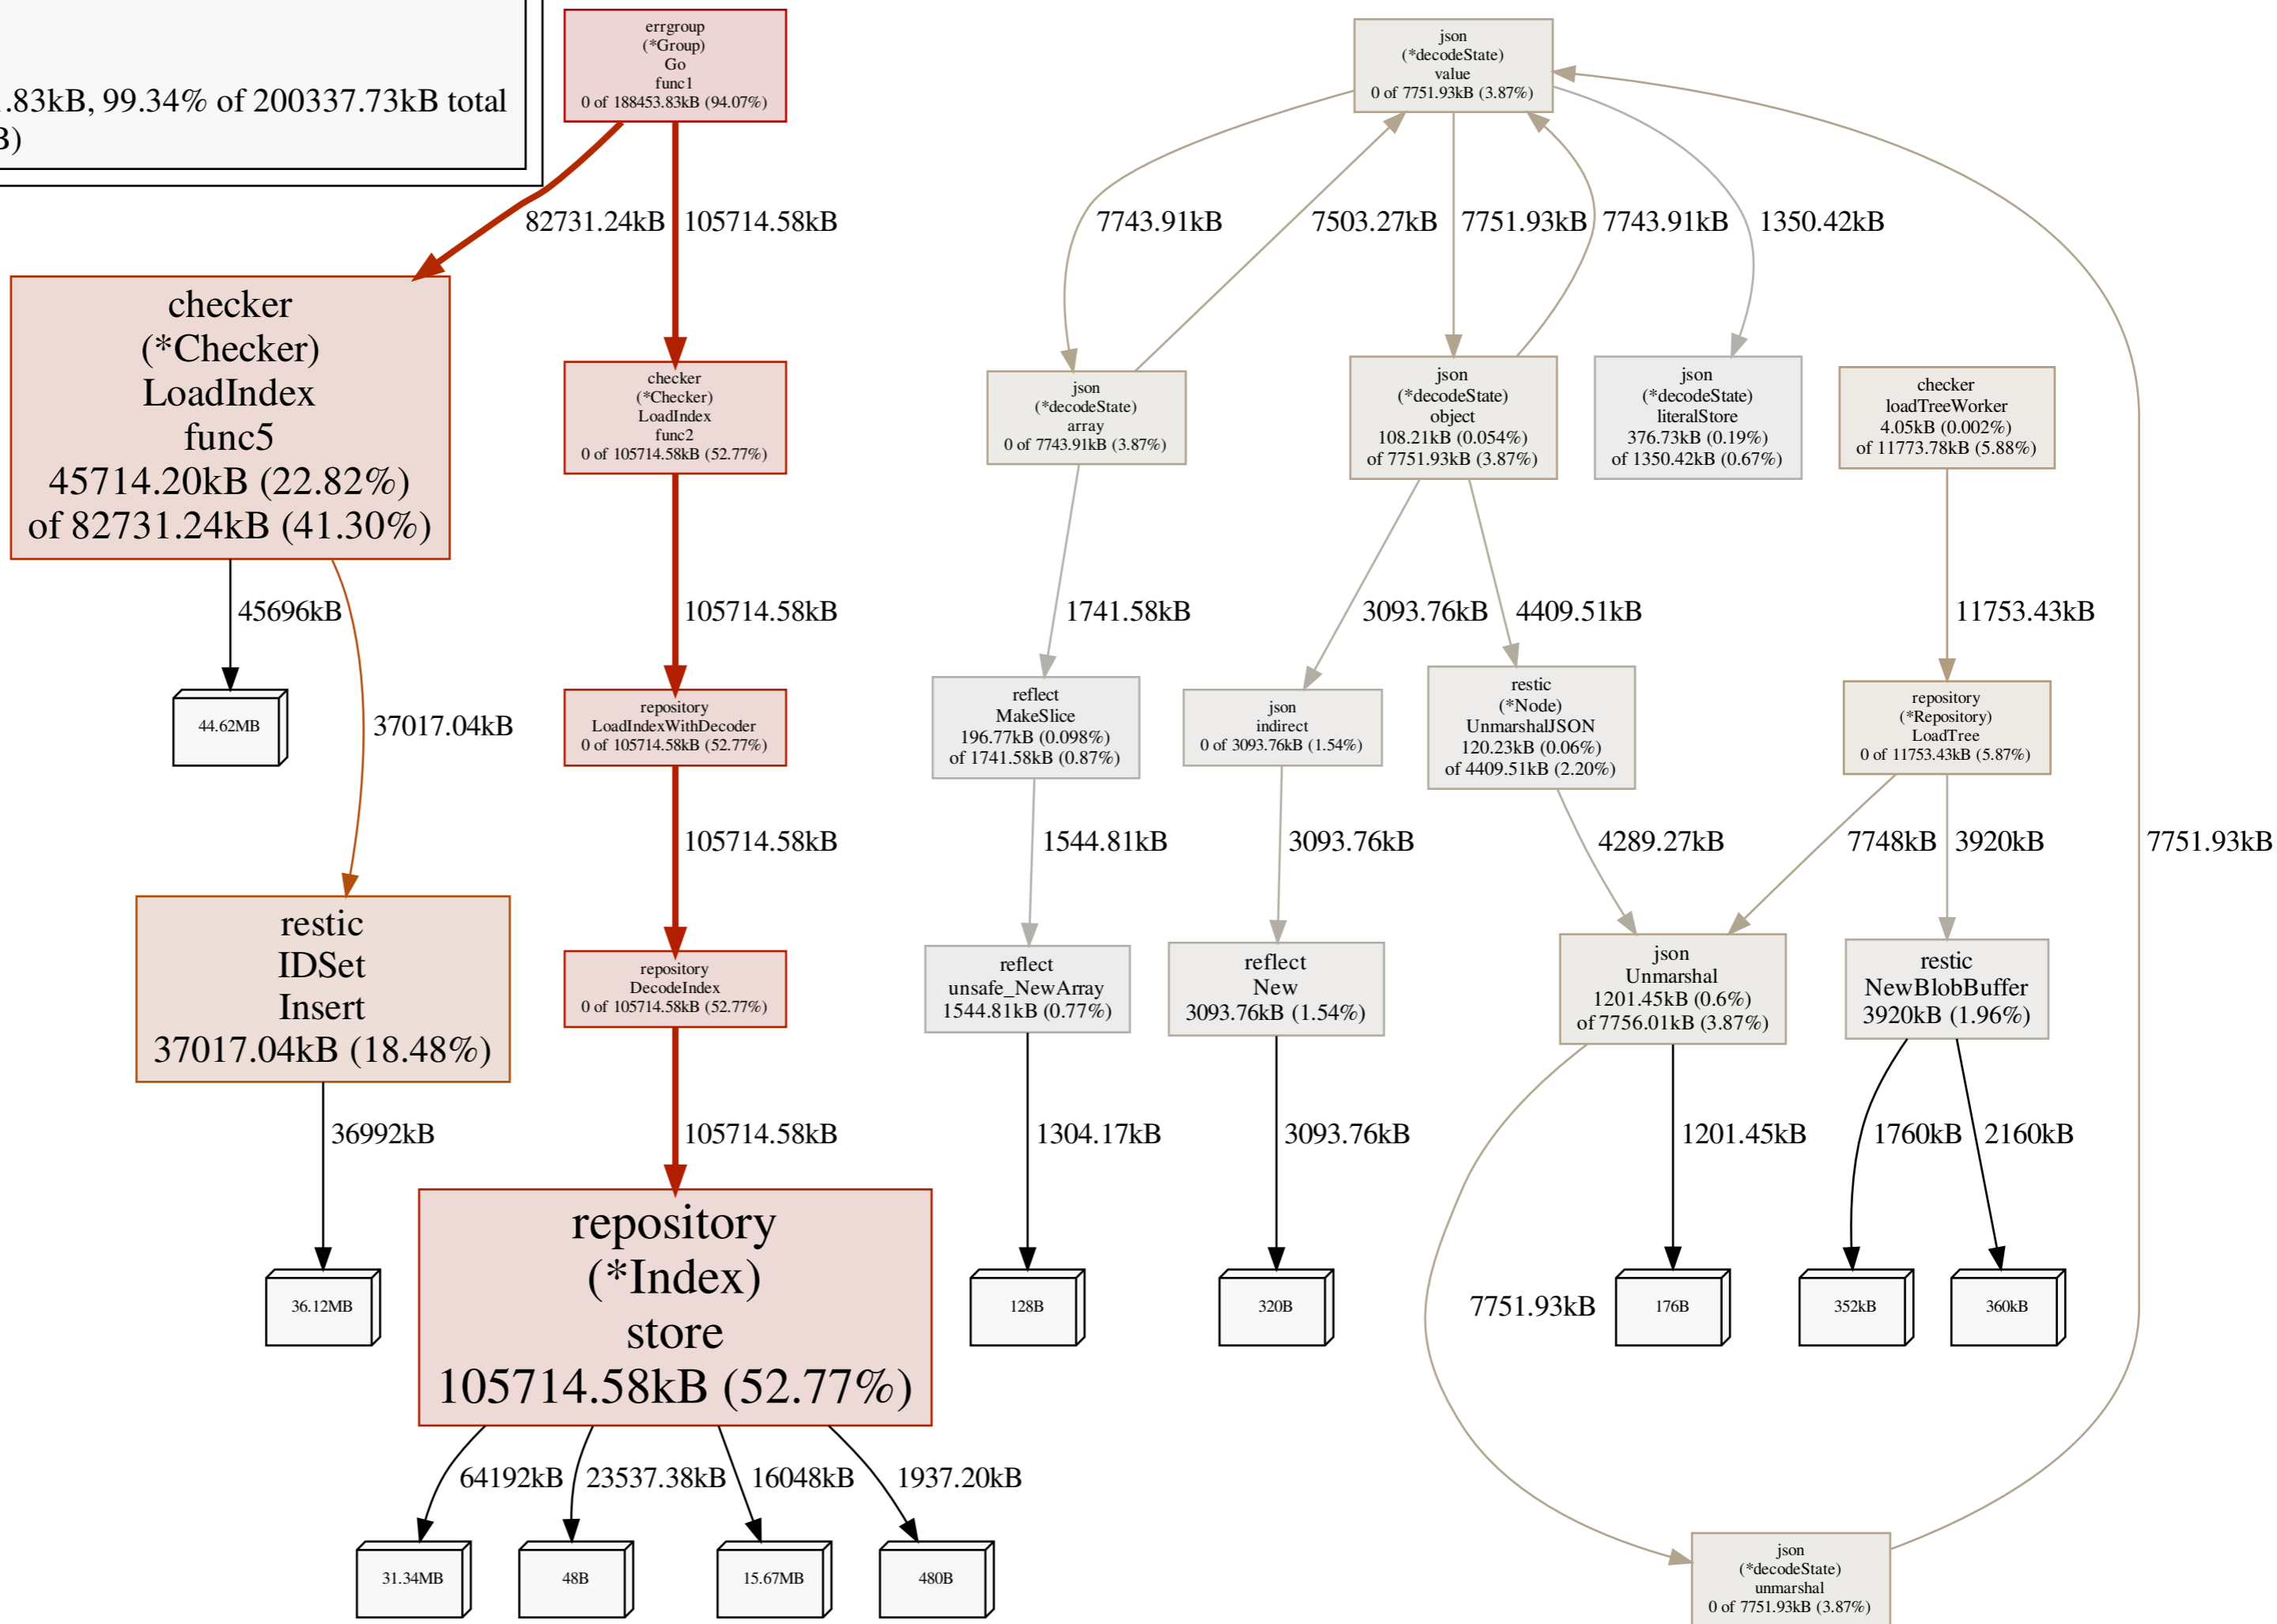 .83kB, 99.34% of 200337.73kB total
B)
errgroup
(*Group)
Go
func1
0 of 188453.83kB (94.07%)
json
(*decodeState)
value
0 of 7751.93kB (3.87%)
82731.24kB
105714.58kB
7743.91kB
7503.27kB
7751.93kB
7743.91kB
1350.42kB
checker
(*Checker)
LoadIndex
func5
45714.20kB (22.82%)
of 82731.24kB (41.30%)
checker
(*Checker)
LoadIndex
func2
0 of 105714.58kB (52.77%)
json
(*decodeState)
array
0 of 7743.91kB (3.87%)
json
(*decodeState)
object
108.21kB (0.054%)
of 7751.93kB (3.87%)
json
(*decodeState)
literalStore
376.73kB (0.19%)
of 1350.42kB (0.67%)
checker
loadTreeWorker
4.05kB (0.002%)
of 11773.78kB (5.88%)
45696kB
37017.04kB
105714.58kB
1741.58kB
3093.76kB
4409.51kB
11753.43kB
44.62MB
repository
LoadIndexWithDecoder
0 of 105714.58kB (52.77%)
reflect
MakeSlice
196.77kB (0.098%)
of 1741.58kB (0.87%)
json
indirect
0 of 3093.76kB (1.54%)
restic
(*Node)
UnmarshalJSON
120.23kB (0.06%)
of 4409.51kB (2.20%)
repository
(*Repository)
LoadTree
0 of 11753.43kB (5.87%)
105714.58kB
1544.81kB
3093.76kB
4289.27kB
7748kB
3920kB
7751.93kB
restic
IDSet
Insert
37017.04kB (18.48%)
repository
DecodeIndex
0 of 105714.58kB (52.77%)
reflect
unsafe_NewArray
1544.81kB (0.77%)
reflect
New
3093.76kB (1.54%)
json
Unmarshal
1201.45kB (0.6%)
of 7756.01kB (3.87%)
restic
NewBlobBuffer
3920kB (1.96%)
36992kB
105714.58kB
1304.17kB
3093.76kB
1201.45kB
1760kB
2160kB
36.12MB
repository
(*Index)
store
105714.58kB (52.77%)
128B
320B
7751.93kB
176B
352kB
360kB
64192kB
23537.38kB
16048kB
1937.20kB
31.34MB
48B
15.67MB
480B
json
(*decodeState)
unmarshal
0 of 7751.93kB (3.87%)